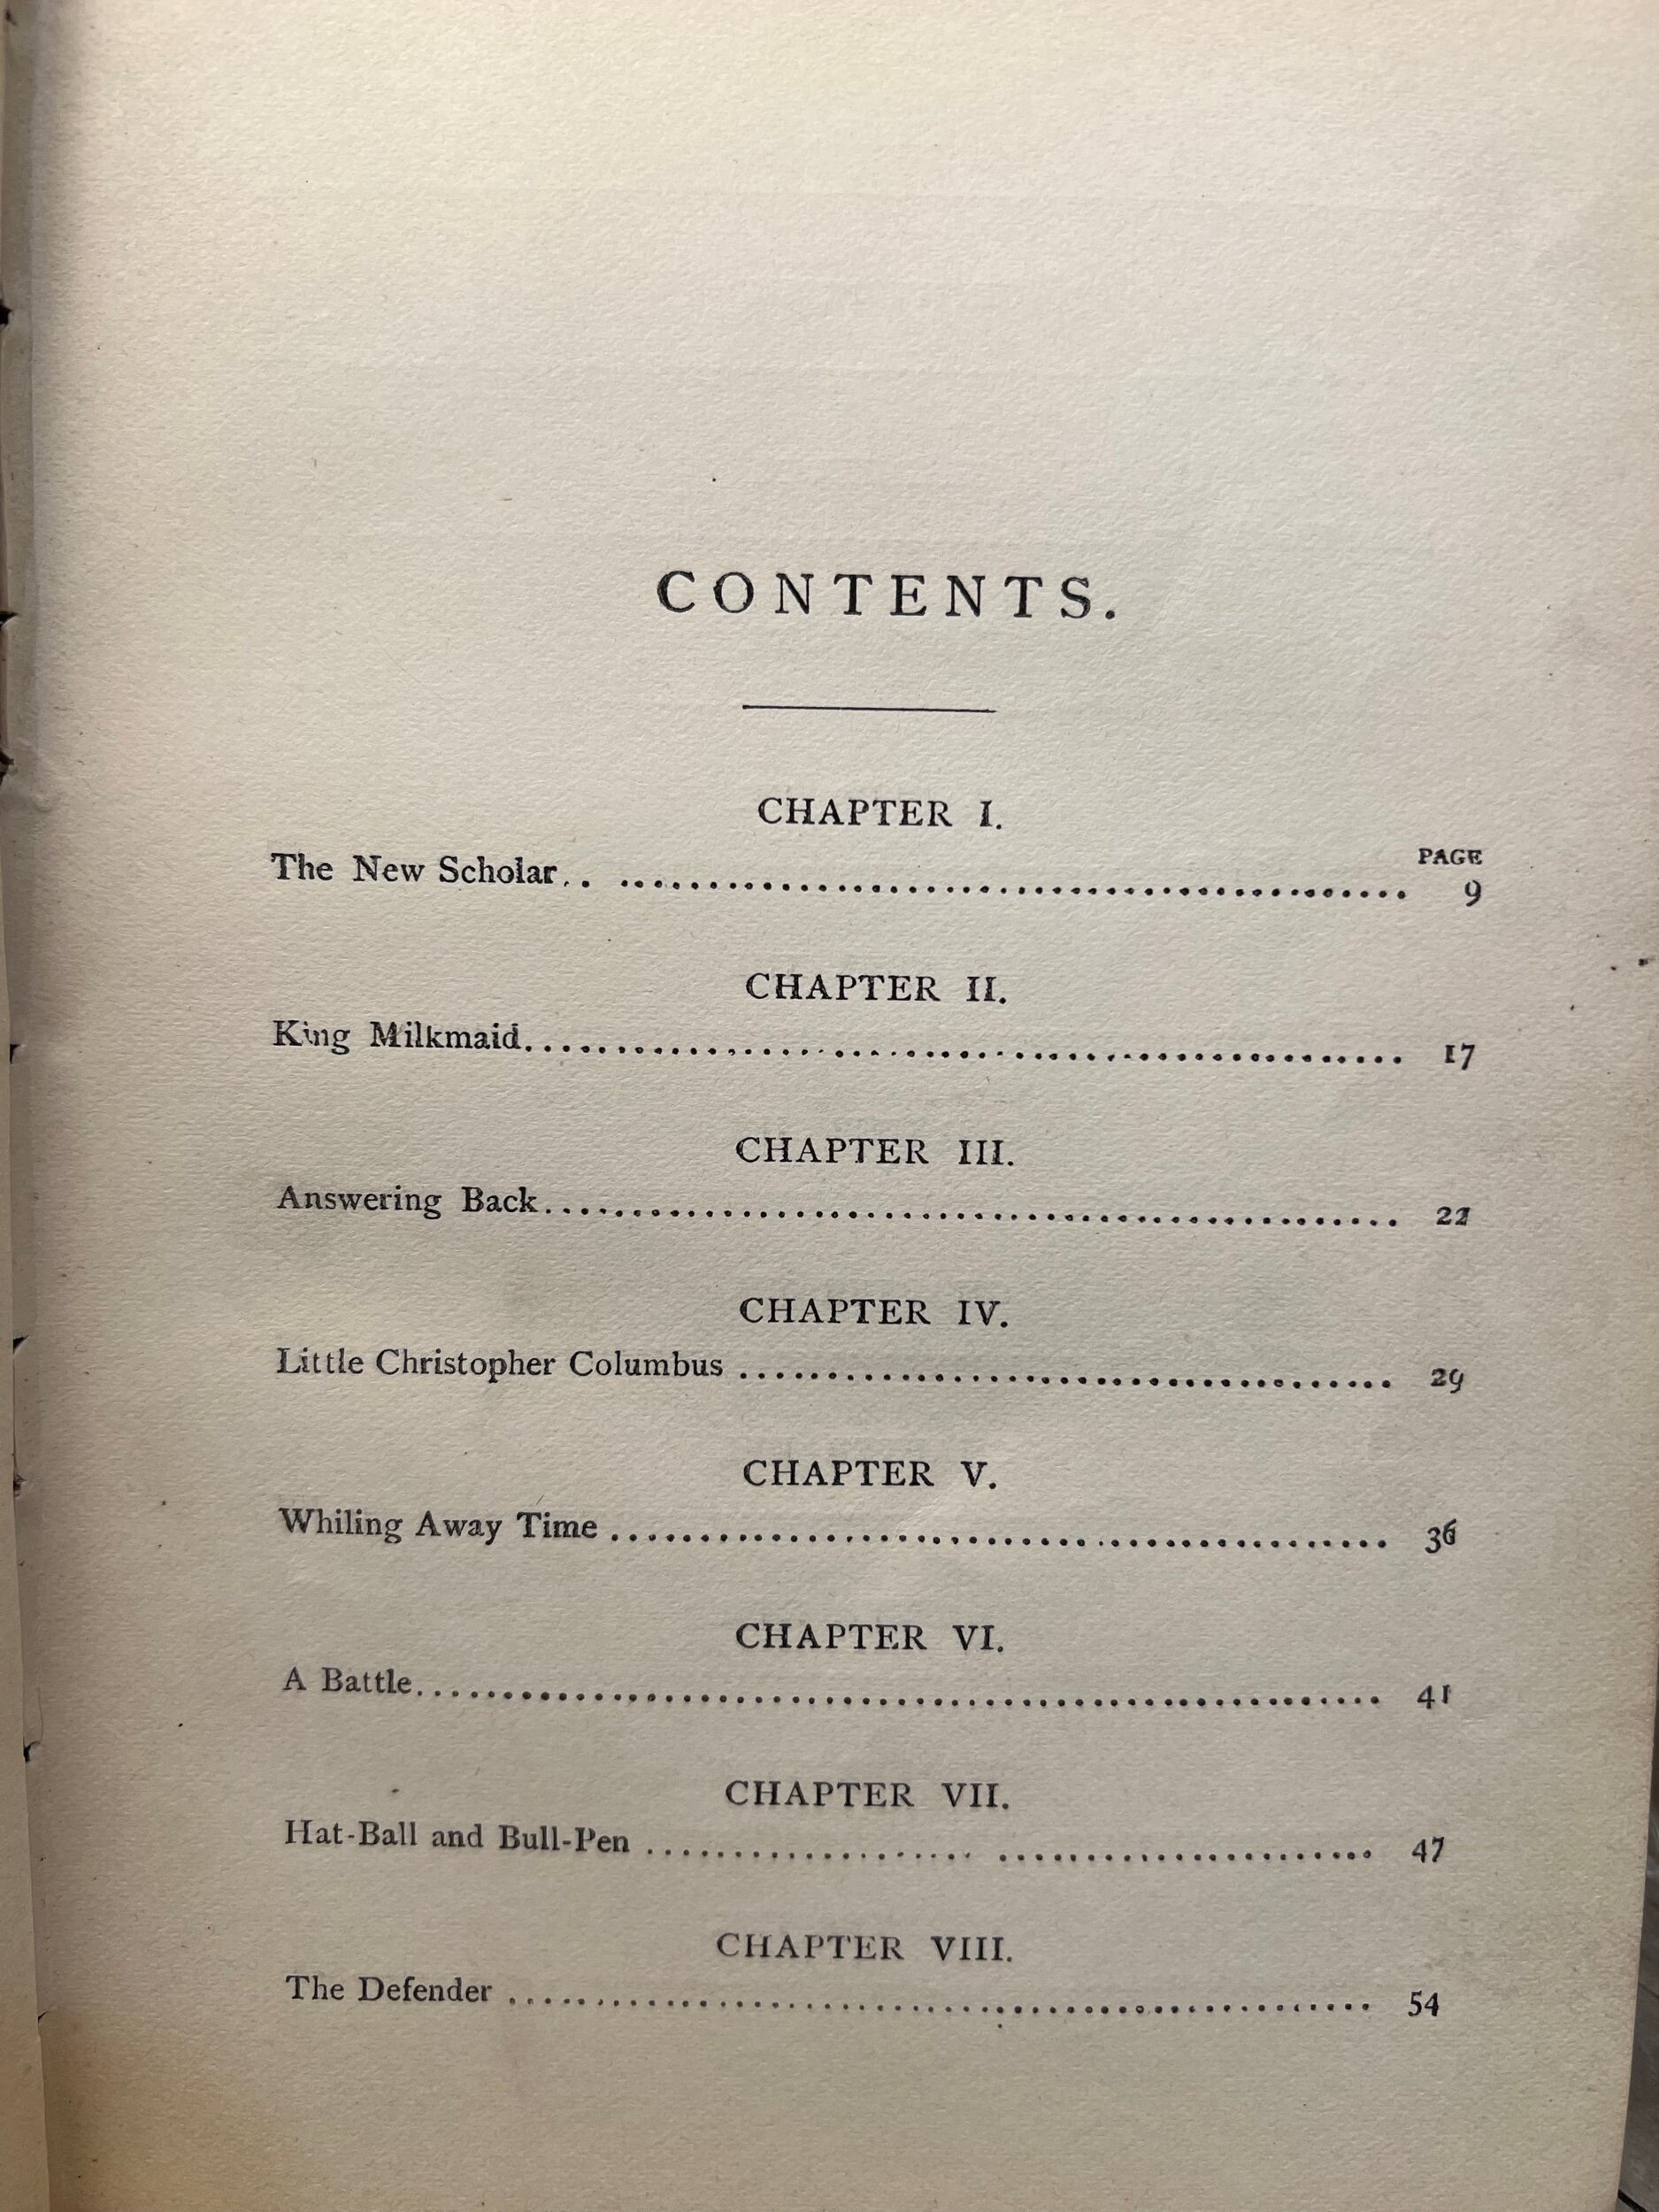 CONTENTS.
CHAPTER I.
PAGE
The New Scholar.. ............................................ 9
CHAPTER II.
King Milkmaid................................................. 17
CHAPTER III.
Answering Back................................................ 22
CHAPTER IV.
Little Christopher Columbus ..................................... 29
CHAPTER V.
Whiling Away Time ............................................ 36
CHAPTER VI.
A Battle...................................................... 41
CHAPTER VII.
Hat-Ball and Bull-Pen ................... ...................... 47
CHAPTER VIII.
The Defender ................................................. 54